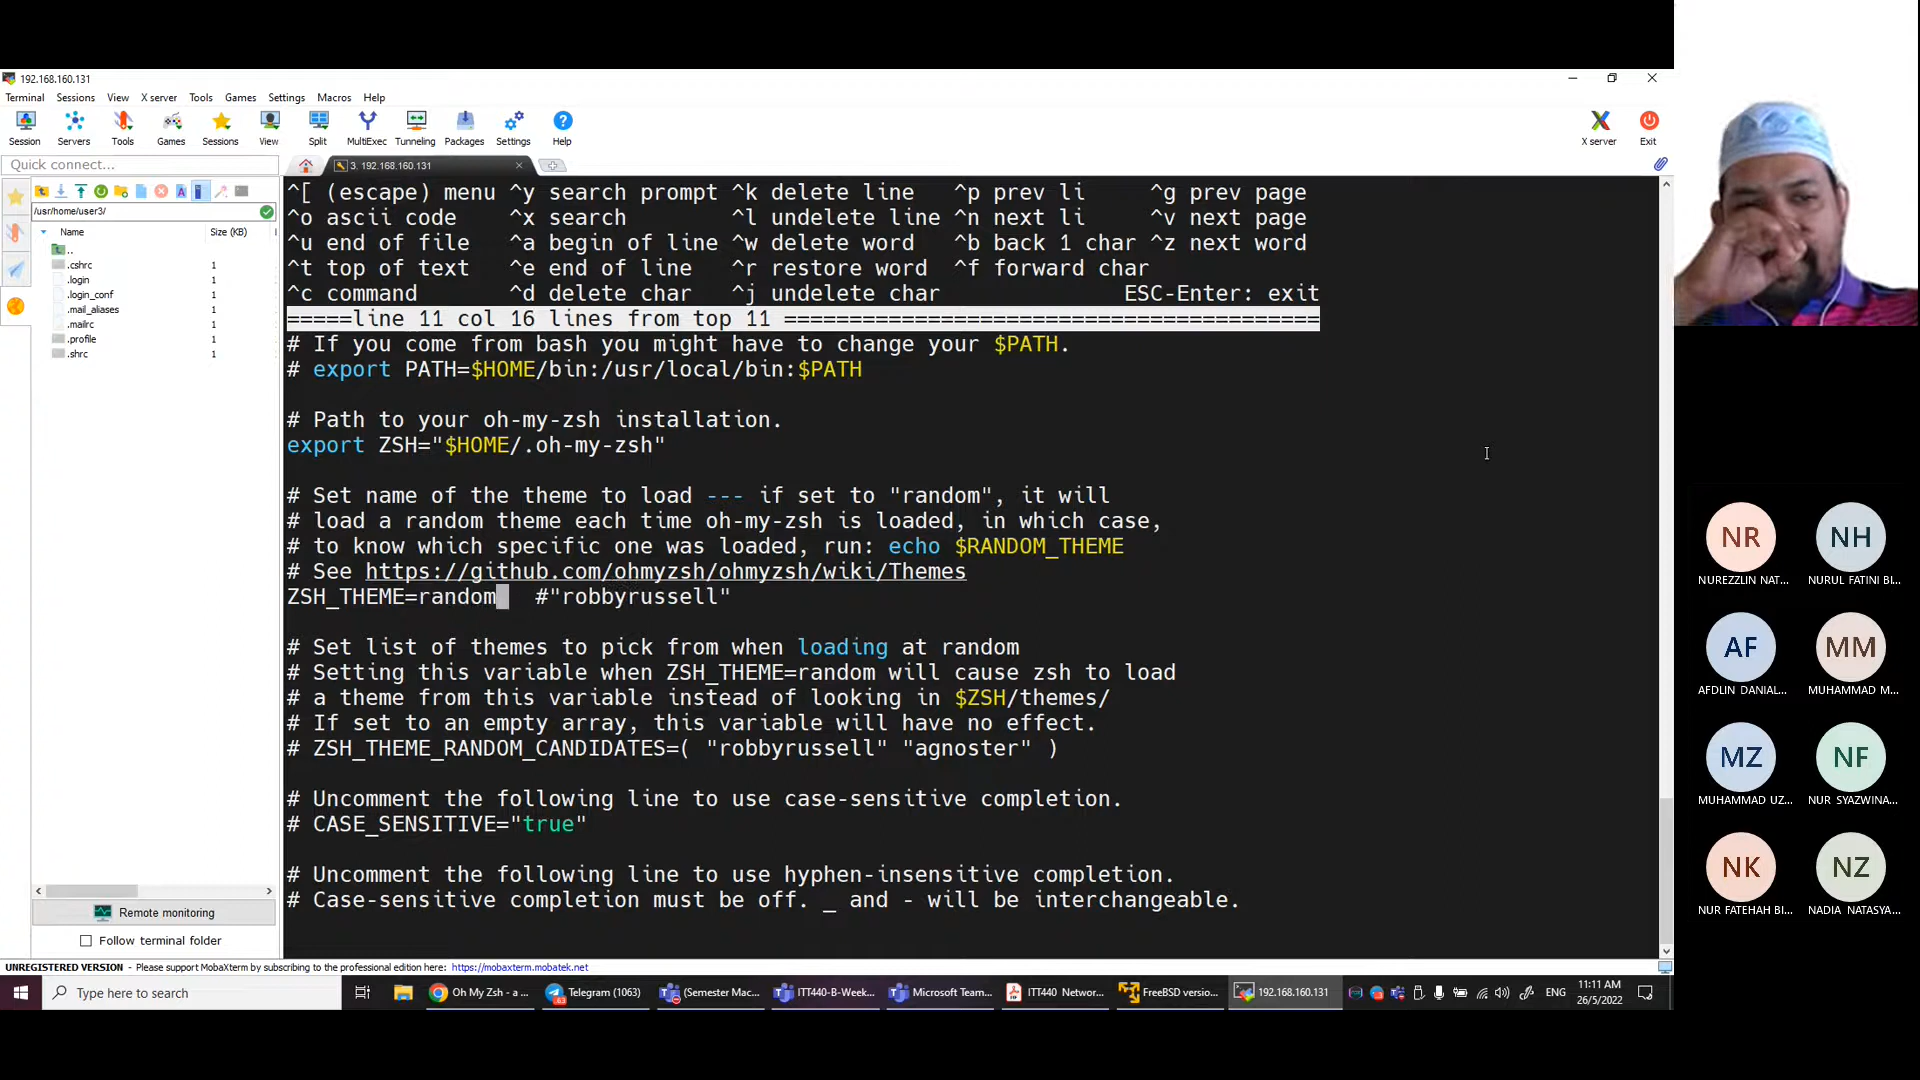 192.168.160.131
Terminal Sessions View X server Tools Games Settings Macros Help
Session Servers Tools Games Sessions View Split MultiExec Tunneling Packages Settings Help X server Exit
Quick connect...
3. 192.168.160.131
/usr/home/user3/
Name Size (KB)
..
.cshrc 1
.login 1
.login_conf 1
.mail_aliases 1
.mailrc 1
.profile 1
.shrc 1
Remote monitoring
Follow terminal folder
^[ (escape) menu ^y search prompt ^k delete line ^p prev li ^g prev page
^o ascii code ^x search ^l undelete line ^n next li ^v next page
^u end of file ^a begin of line ^w delete word ^b back 1 char ^z next word
^t top of text ^e end of line ^r restore word ^f forward char
^c command ^d delete char ^j undelete char ESC-Enter: exit
=====line 11 col 16 lines from top 11 =========================================
# If you come from bash you might have to change your $PATH.
# export PATH=$HOME/bin:/usr/local/bin:$PATH
# Path to your oh-my-zsh installation.
export ZSH="$HOME/.oh-my-zsh"
# Set name of the theme to load --- if set to "random", it will
# load a random theme each time oh-my-zsh is loaded, in which case,
# to know which specific one was loaded, run: echo $RANDOM_THEME
# See https://github.com/ohmyzsh/ohmyzsh/wiki/Themes
ZSH_THEME=random #"robbyrussell"
# Set list of themes to pick from when loading at random
# Setting this variable when ZSH_THEME=random will cause zsh to load
# a theme from this variable instead of looking in $ZSH/themes/
# If set to an empty array, this variable will have no effect.
# ZSH_THEME_RANDOM_CANDIDATES=( "robbyrussell" "agnoster" )
# Uncomment the following line to use case-sensitive completion.
# CASE_SENSITIVE="true"
# Uncomment the following line to use hyphen-insensitive completion.
# Case-sensitive completion must be off. _ and - will be interchangeable.
UNREGISTERED VERSION - Please support MobaXterm by subscribing to the professional edition here: https://mobaxterm.mobatek.net
Type here to search
Oh My Zsh - a ...
Telegram (1063)
(Semester Mac...
ITT440-B-Week...
Microsoft Team...
ITT440 Networ...
FreeBSD versio...
192.168.160.131
ENG
11:11 AM
26/5/2022
NR NH
NUREZZLIN NAT... NURUL FATINI BI...
AF MM
AFDLIN DANIAL... MUHAMMAD M...
MZ NF
MUHAMMAD UZ... NUR SYAZWINA...
NK NZ
NUR FATEHAH BI... NADIA NATASYA...